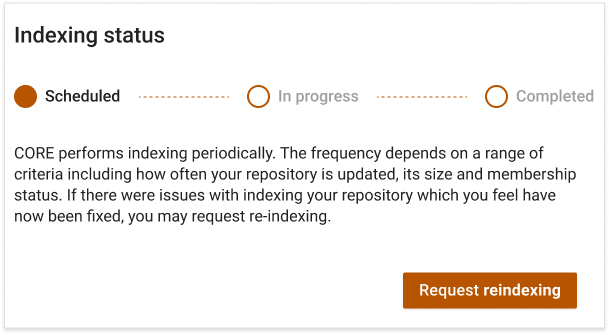 Indexing status
Scheduled In progress Completed
CORE performs indexing periodically. The frequency depends on a range of
criteria including how often your repository is updated, its size and membership
status. If there were issues with indexing your repository which you feel have
now been fixed, you may request re-indexing.
Request reindexing